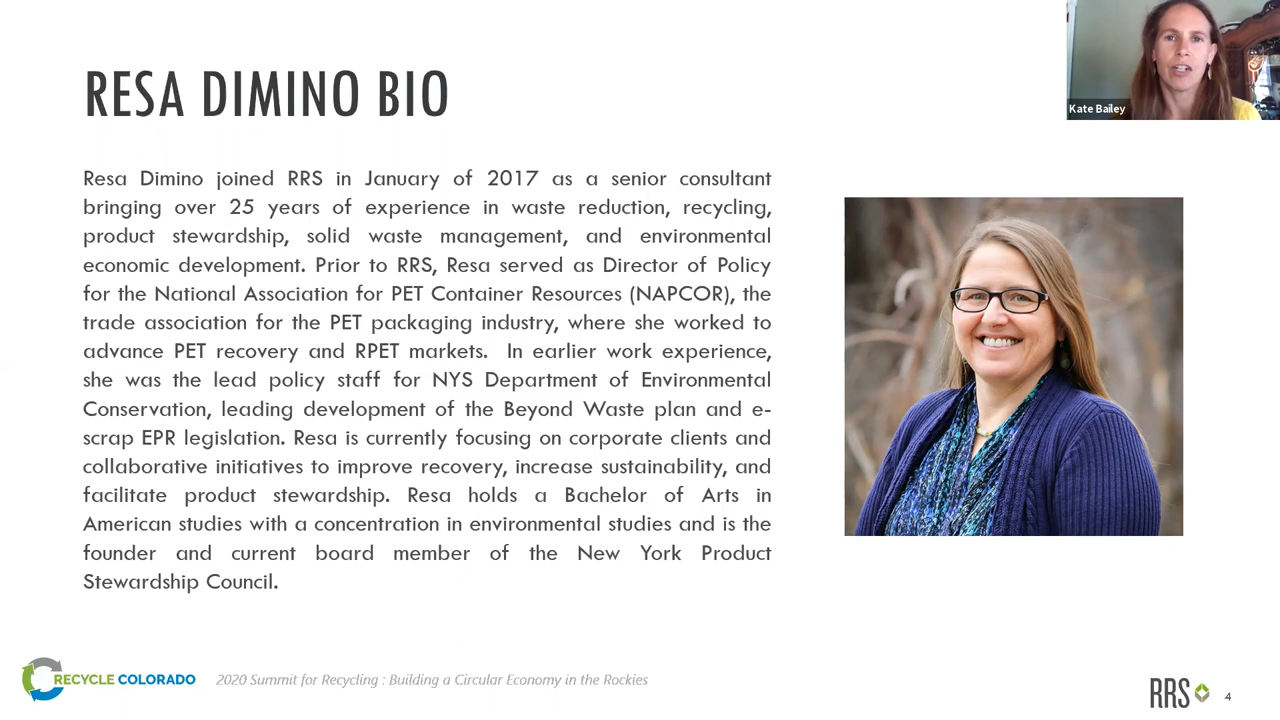 Kate Bailey
RESA DIMINO BIO
Resa Dimino joined RRS in January of 2017 as a senior consultant
bringing over 25 years of experience in waste reduction, recycling,
product stewardship, solid waste management, and environmental
economic development. Prior to RRS, Resa served as Director of Policy
for the National Association for PET Container Resources (NAPCOR), the
trade association for the PET packaging industry, where she worked to
advance PET recovery and RPET markets. In earlier work experience,
she was the lead policy staff for NYS Department of Environmental
Conservation, leading development of the Beyond Waste plan and e-
scrap EPR legislation. Resa is currently focusing on corporate clients and
collaborative initiatives to improve recovery, increase sustainability, and
facilitate product stewardship. Resa holds a Bachelor of Arts in
American studies with a concentration in environmental studies and is the
founder and current board member of the New York Product
Stewardship Council.
RECYCLE COLORADO
2020 Summit for Recycling : Building a Circular Economy in the Rockies
RRS
4